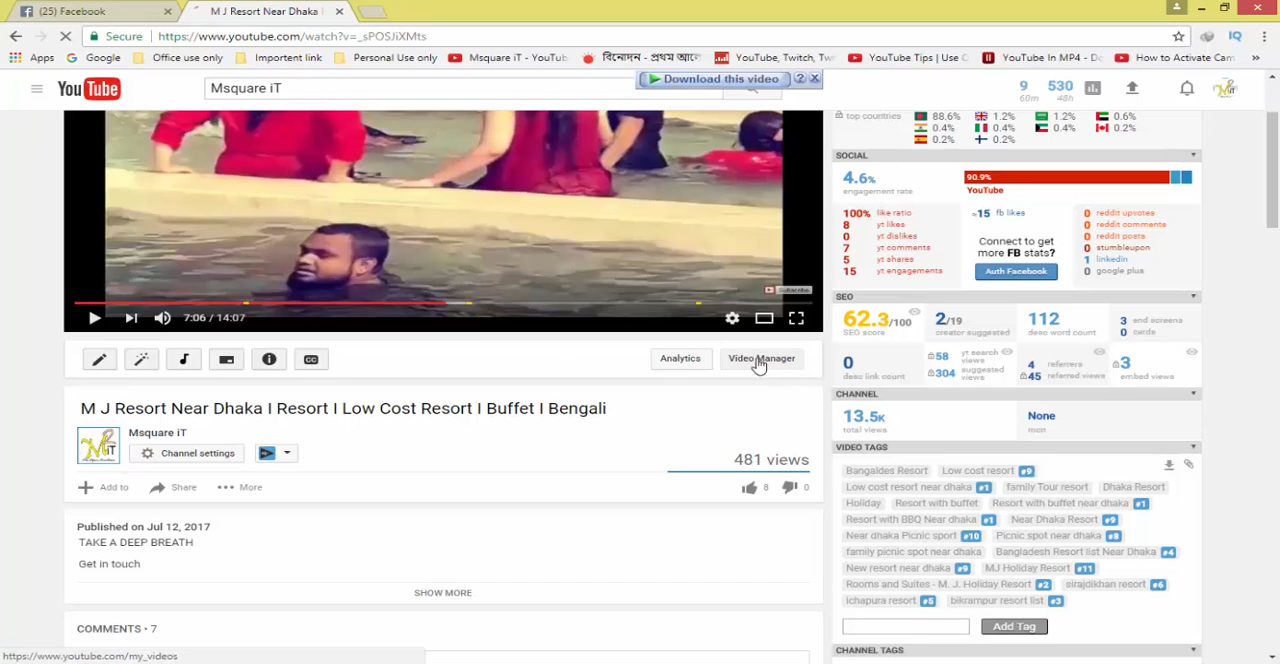 (25) Facebook
M J Resort Near Dhaka I
Secure https://www.youtube.com/watch?v=_sPOSJiXMts
IQ
Apps Google Office use only Importent link Personal Use only Msquare iT - YouTu বিনোদন - প্রথম আলো YouTube, Twitch, Tw YouTube Tips | Use C YouTube In MP4 - Do How to Activate Cam »
YouTube
Msquare iT
Download this video ?
9 60m
530 48h
top countries 88.6% 1.2% 1.2% 0.6%
0.4% 0.4% 0.4% 0.2%
0.2% 0.2%
SOCIAL
4.6% engagement rate
90.9%
YouTube
100% like ratio
8 yt likes
0 yt dislikes
7 yt comments
5 yt shares
15 yt engagements
≈15 fb likes
Connect to get
more FB stats?
Auth Facebook
0 reddit upvotes
0 reddit comments
0 reddit posts
0 stumbleupon
1 linkedin
0 google plus
Subscribe
7:06 / 14:07
SEO
62.3/100 SEO score
2/19 creator suggested
112 desc word count
3 end screens
0 cards
0 desc link count
58 yt search views
304 suggested views
4 referrers
45 referred views
3 embed views
CC
Analytics Video Manager
CHANNEL
13.5K total views
None mcn
M J Resort Near Dhaka I Resort I Low Cost Resort I Buffet I Bengali
Msquare iT
Channel settings
481 views
Add to Share More
8 0
VIDEO TAGS
Bangaldes Resort Low cost resort #9
Low cost resort near dhaka #1 family Tour resort Dhaka Resort
Holiday Resort with buffet Resort with buffet near dhaka #1
Resort with BBQ Near dhaka #1 Near Dhaka Resort #9
Near dhaka Picnic sport #10 Picnic spot near dhaka #8
family picnic spot near dhaka Bangladesh Resort list Near Dhaka #4
New resort near dhaka #9 MJ Holiday Resort #11
Rooms and Suites - M. J. Holiday Resort #2 sirajdikhan resort #6
ichapura resort #5 bikrampur resort list #3
Add Tag
CHANNEL TAGS
Published on Jul 12, 2017
TAKE A DEEP BREATH
Get in touch
SHOW MORE
COMMENTS • 7
https://www.youtube.com/my_videos